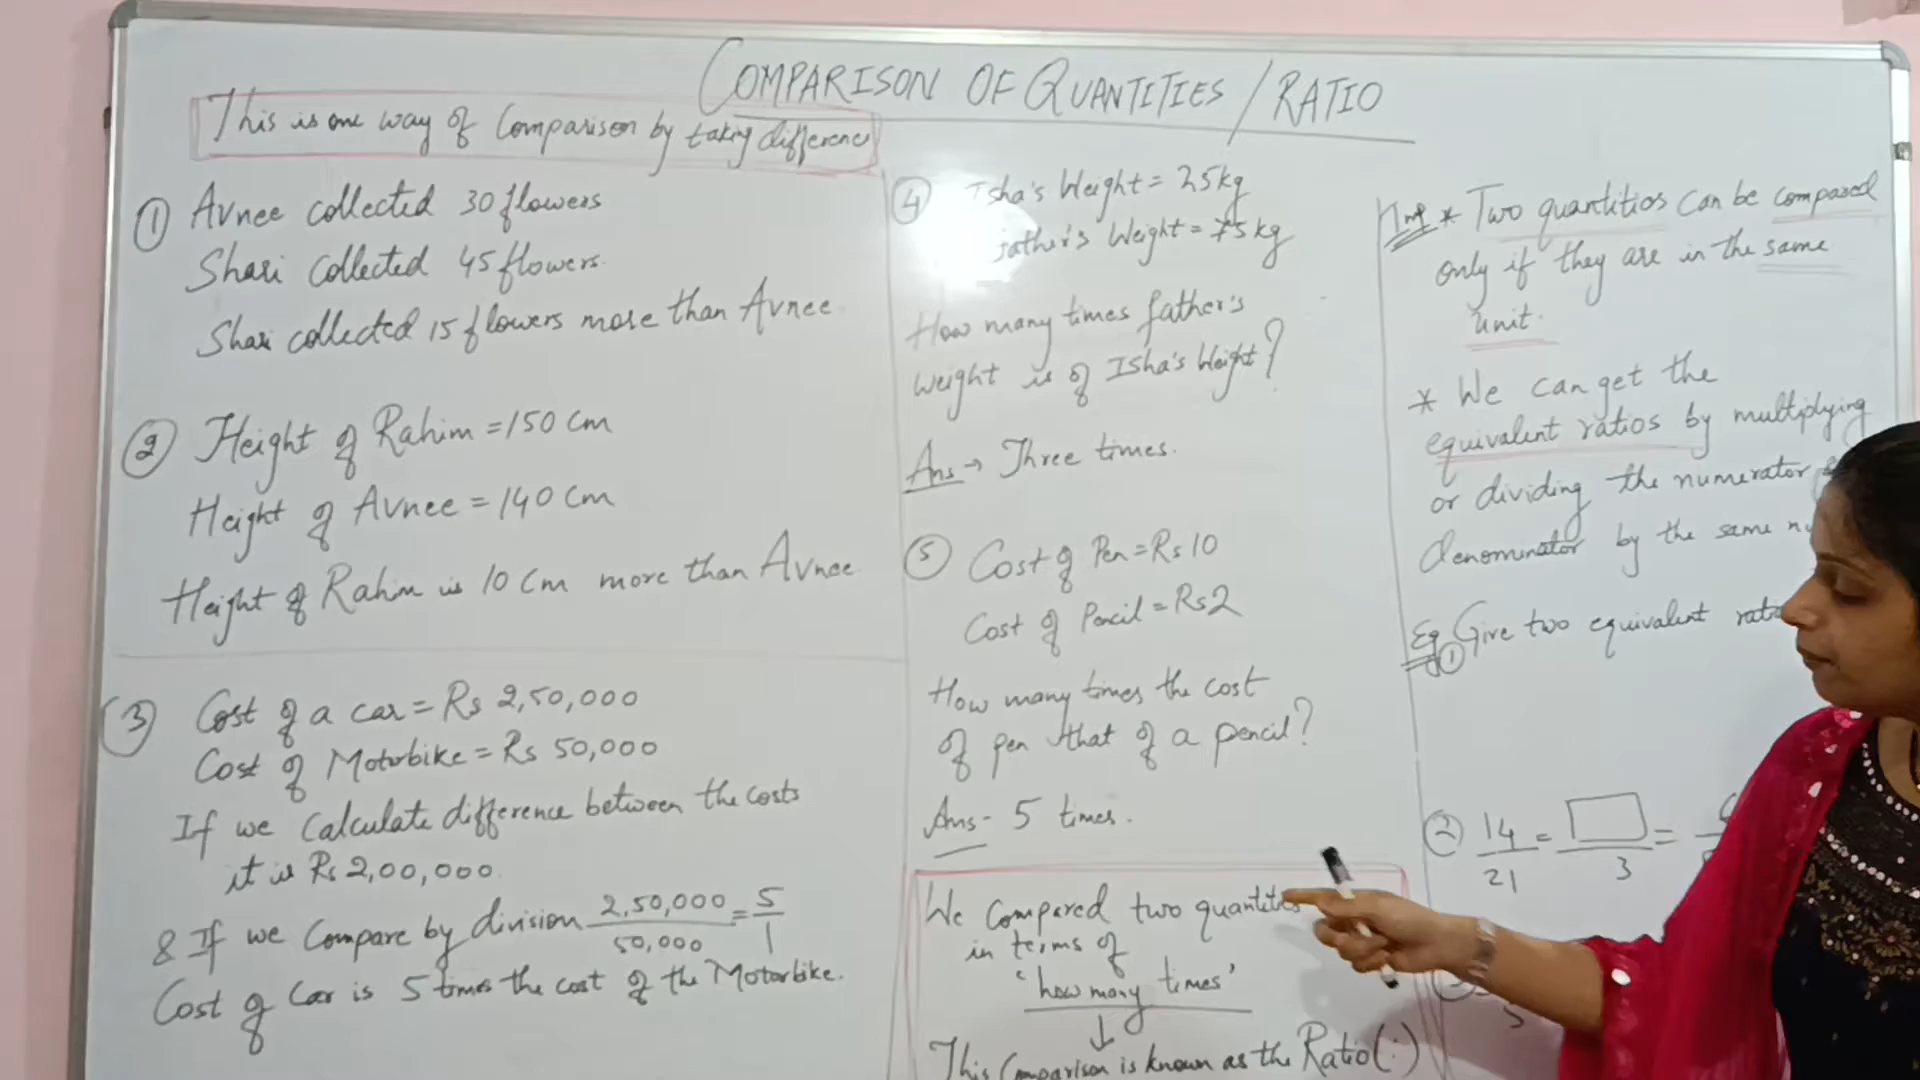 COMPARISON OF QUANTITIES / RATIO
This is one way of Comparison by taking difference
① Avnee collected 30 flowers
Shari collected 45 flowers.
Shari collected 15 flowers more than Avnee.
② Height of Rahim = 150 cm
Height of Avnee = 140 cm
Height of Rahim is 10 cm more than Avnee
③ Cost of a car = Rs 2,50,000
Cost of Motorbike = Rs 50,000
If we calculate difference between the costs
it is Rs 2,00,000.
& If we compare by division 2,50,000/50,000 = 5/1
Cost of Car is 5 times the cost of the Motorbike.
④ Isha's Weight = 25kg
father's Weight = 75kg
How many times father's
weight is of Isha's Weight?
Ans → Three times.
⑤ Cost of Pen = Rs 10
Cost of Pencil = Rs 2
How many times the cost
of pen that of a pencil?
Ans - 5 times.
We Compared two quantities
in terms of
'how many times'
↓
This Comparison is known as the Ratio (:)
Imp * Two quantities can be compared
only if they are in the same
unit.
* We can get the
equivalent ratios by multiplying
or dividing the numerator
denominator by the same
Eg ① Give two equivalent
② 14/21 = □/3 =
5